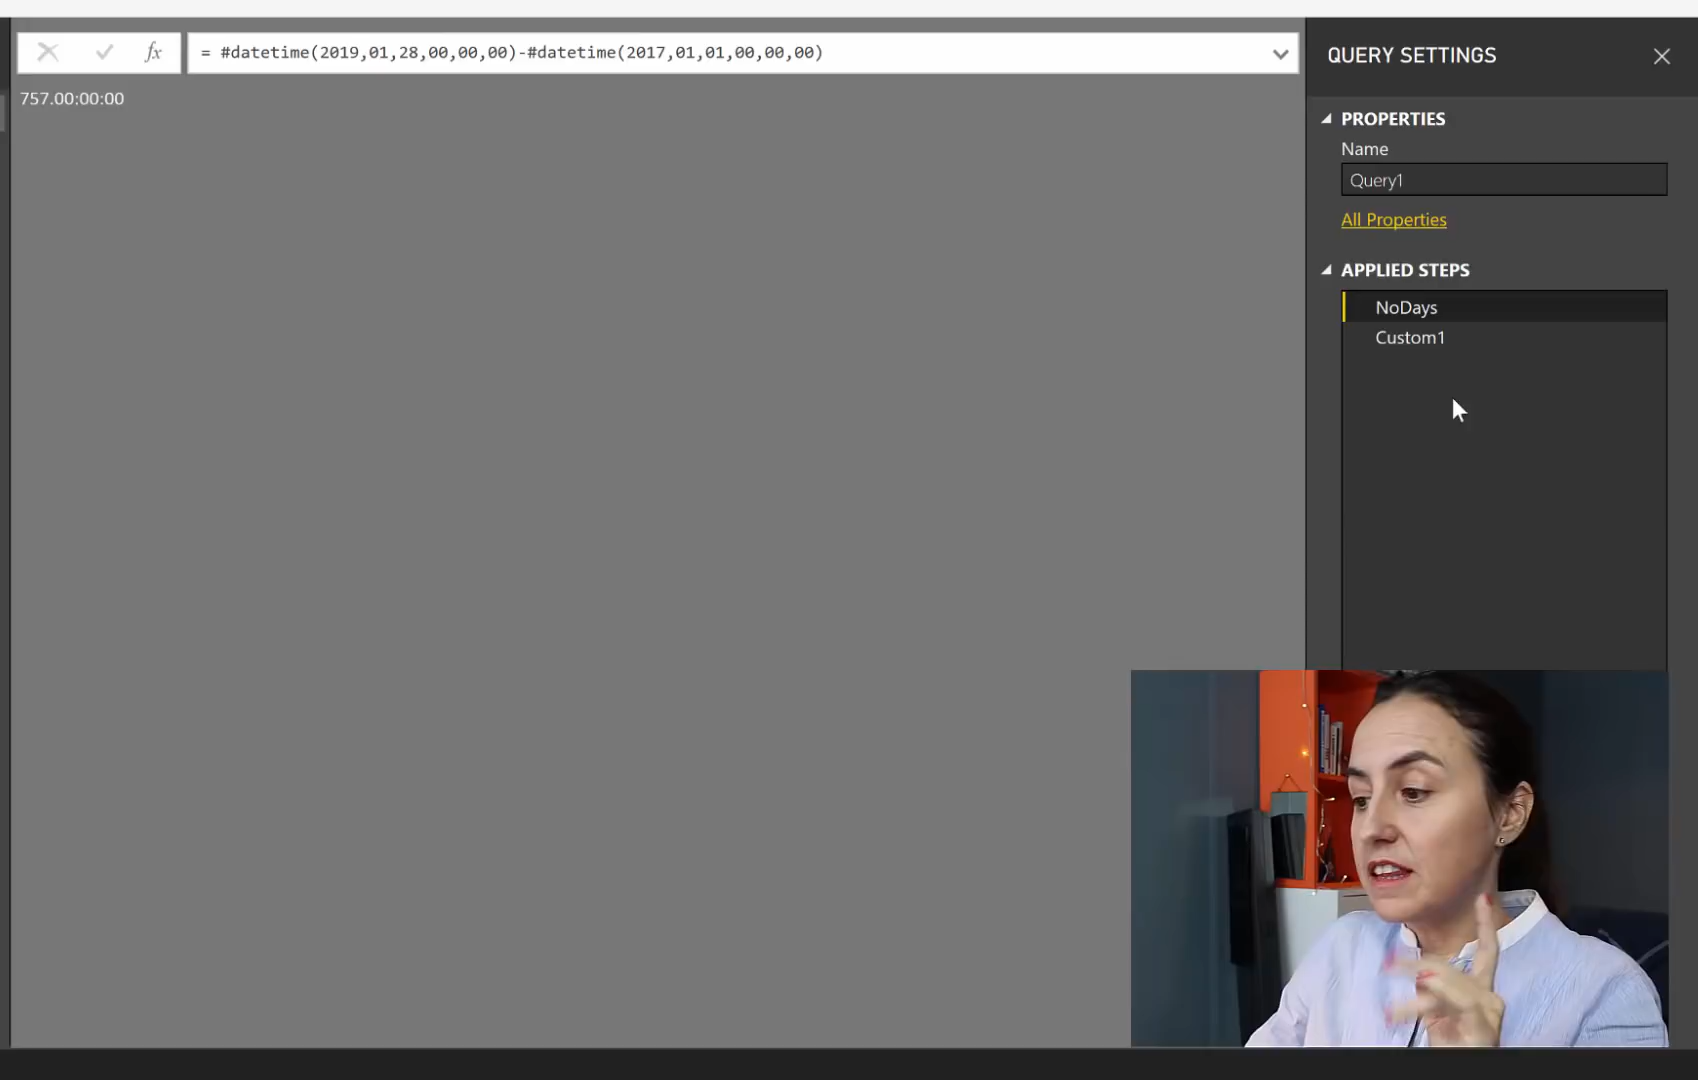 fx
= #datetime(2019,01,28,00,00,00)-#datetime(2017,01,01,00,00,00)
757.00:00:00
QUERY SETTINGS
PROPERTIES
Name
Query1
All Properties
APPLIED STEPS
NoDays
Custom1